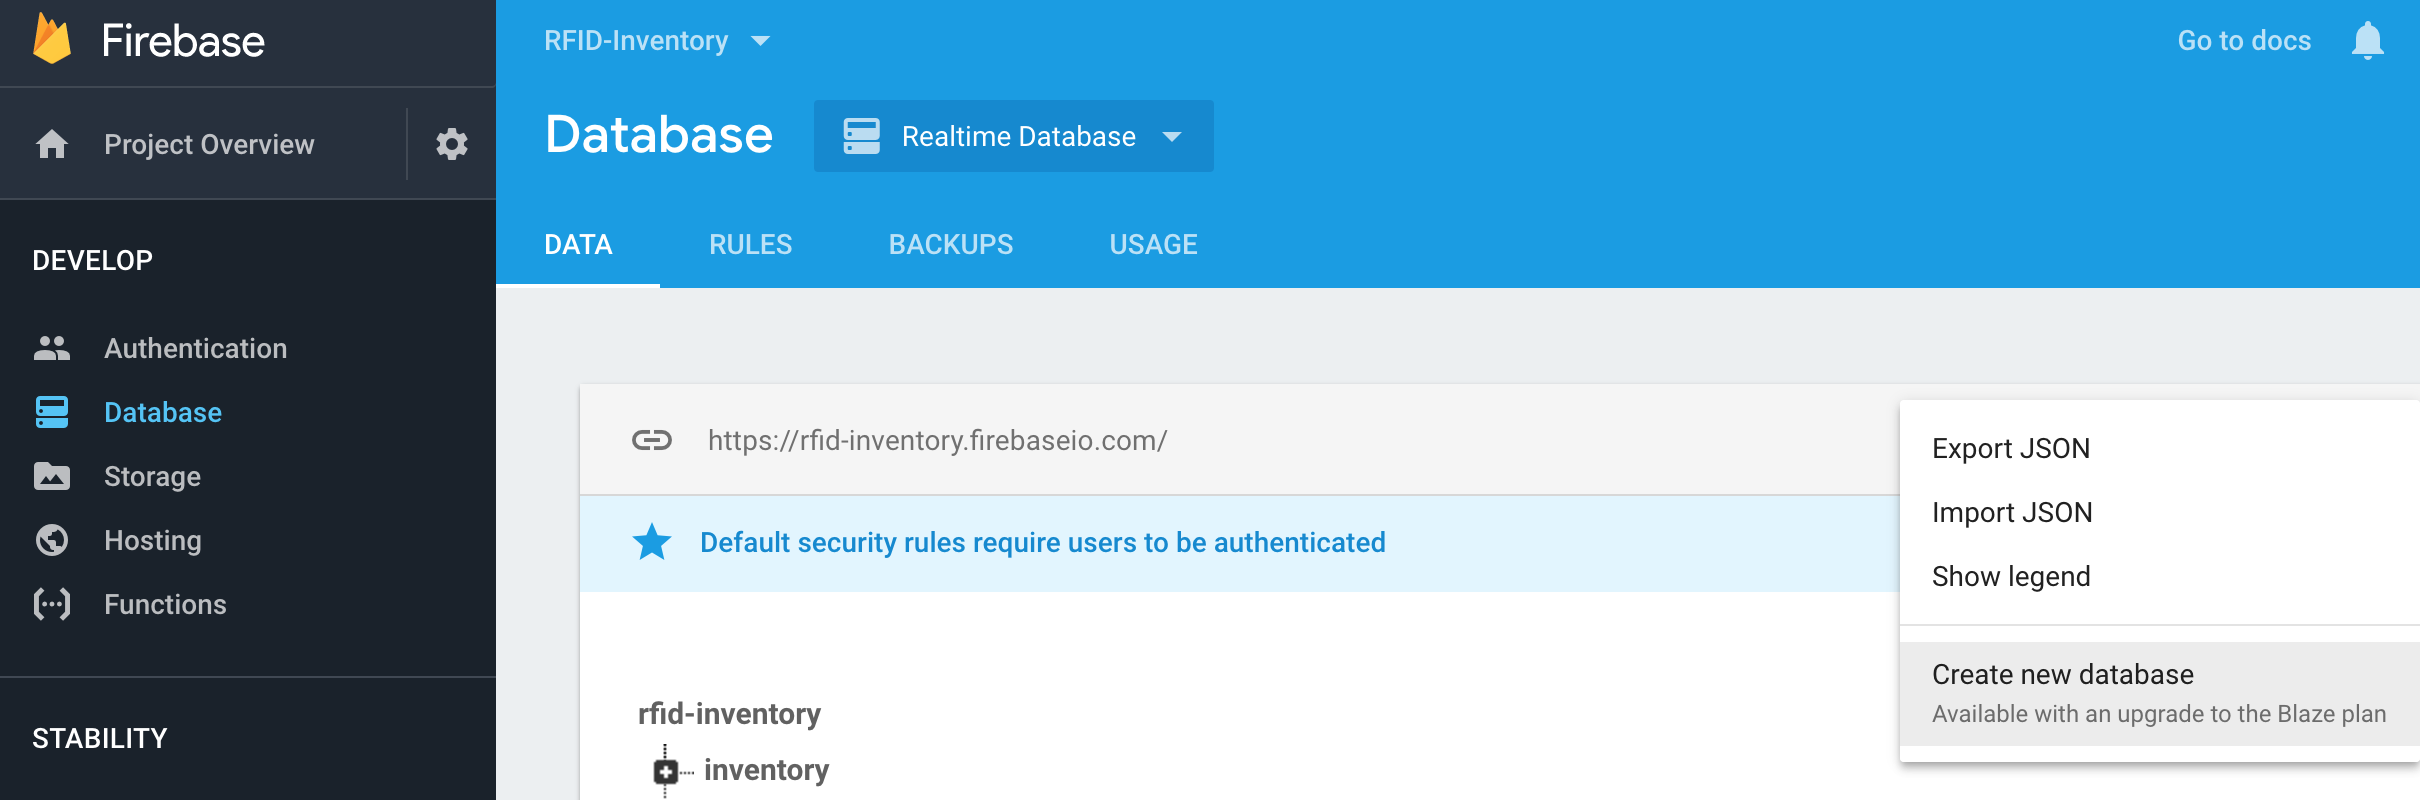 Firebase
Project Overview
DEVELOP
Authentication
Database
Storage
Hosting
Functions
STABILITY
RFID-Inventory
Go to docs
Database
Realtime Database
DATA
RULES
BACKUPS
USAGE
https://rfid-inventory.firebaseio.com/
Default security rules require users to be authenticated
rfid-inventory
inventory
Export JSON
Import JSON
Show legend
Create new database
Available with an upgrade to the Blaze plan